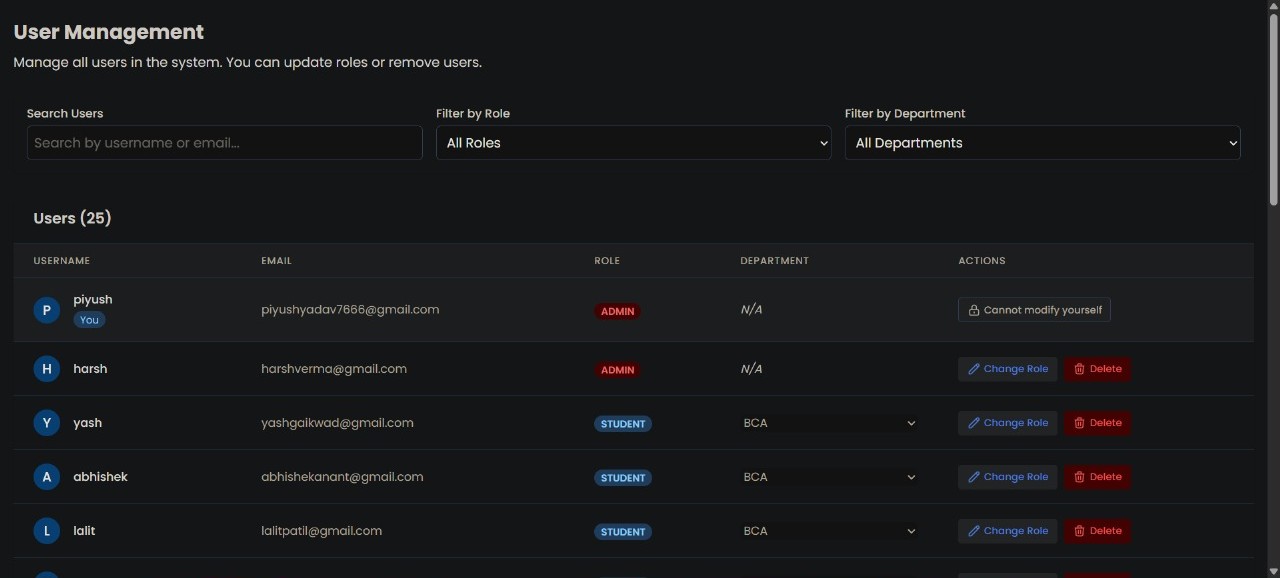 User Management
Manage all users in the system. You can update roles or remove users.
Search Users Filter by Role Filter by Department
Search by username or email... All Roles All Departments
Users (25)
USERNAME EMAIL ROLE DEPARTMENT ACTIONS
P piyush You piyushyadav7666@gmail.com ADMIN N/A Cannot modify yourself
H harsh harshverma@gmail.com ADMIN N/A Change Role Delete
Y yash yashgaikwad@gmail.com STUDENT BCA Change Role Delete
A abhishek abhishekanant@gmail.com STUDENT BCA Change Role Delete
L lalit lalitpatil@gmail.com STUDENT BCA Change Role Delete